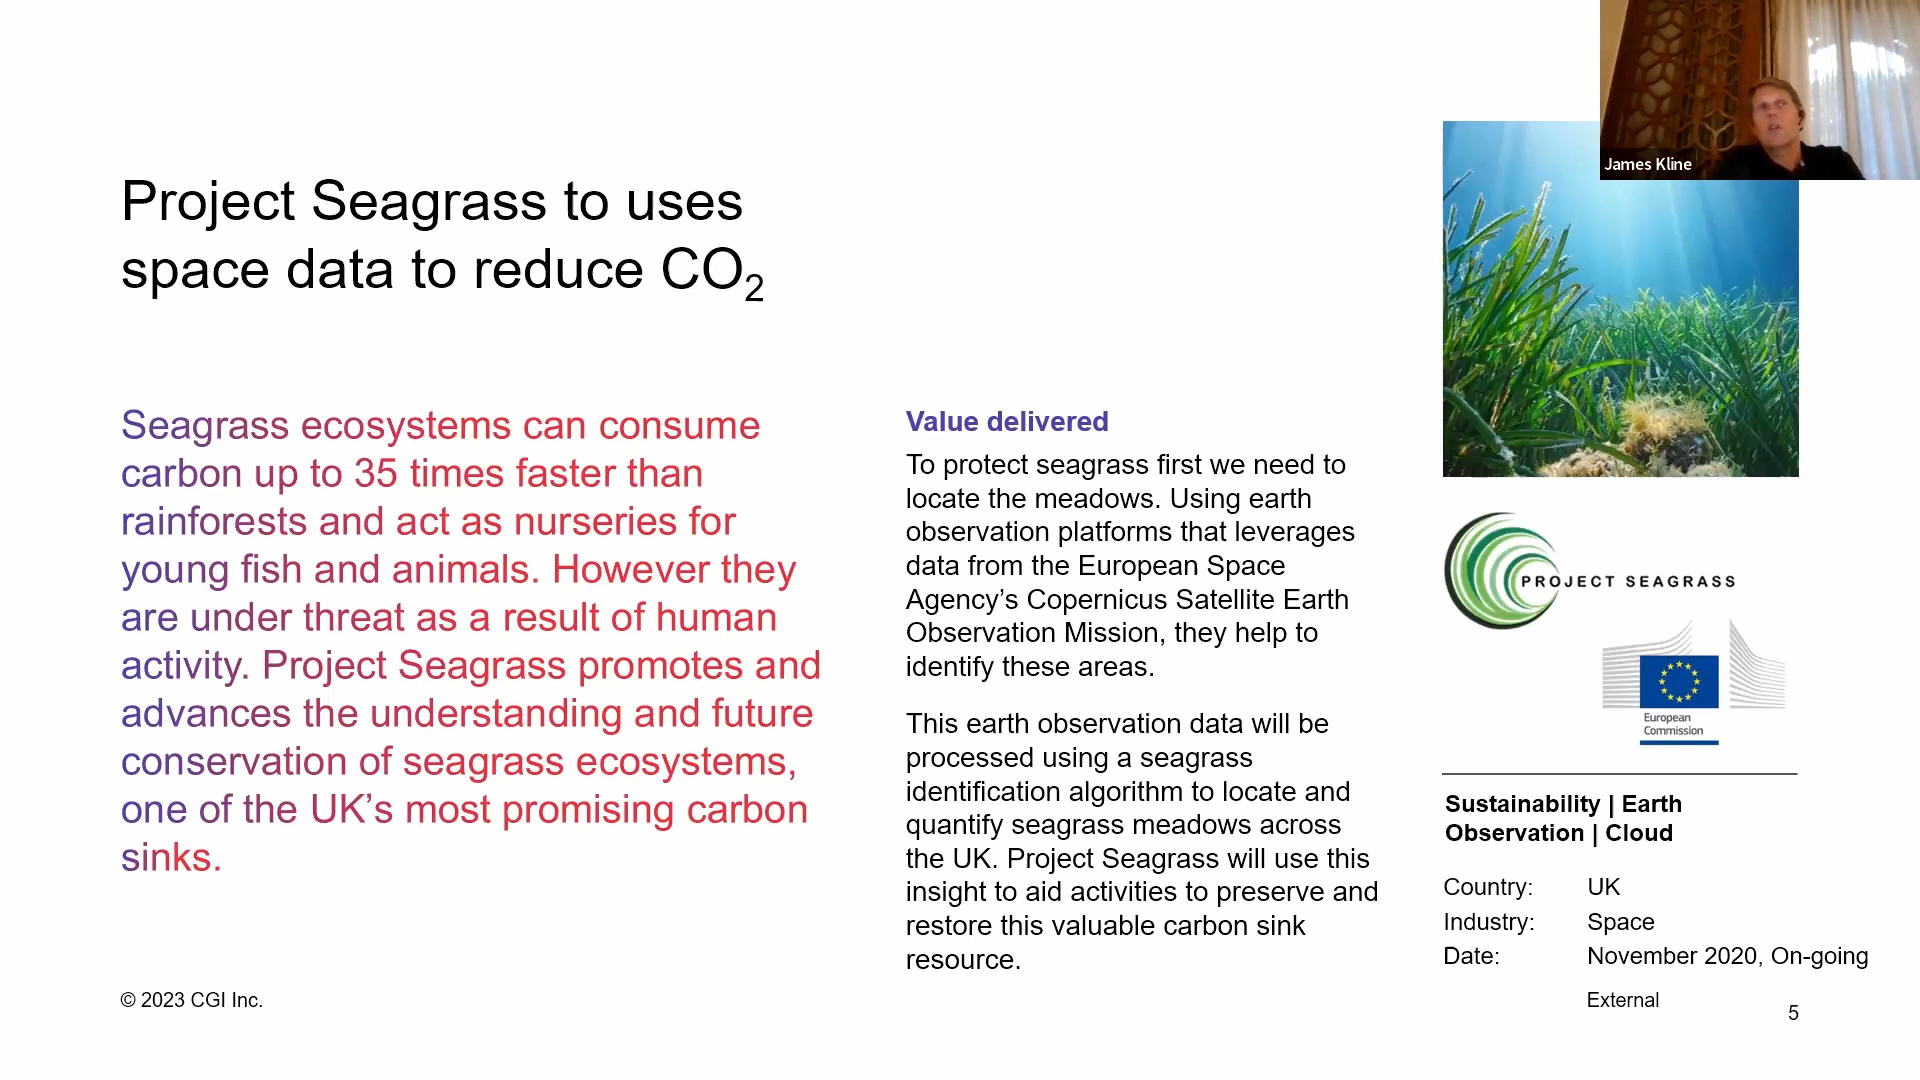 James Kline
Project Seagrass to uses
space data to reduce CO₂
Seagrass ecosystems can consume
carbon up to 35 times faster than
rainforests and act as nurseries for
young fish and animals. However they
are under threat as a result of human
activity. Project Seagrass promotes and
advances the understanding and future
conservation of seagrass ecosystems,
one of the UK’s most promising carbon
sinks.
Value delivered
To protect seagrass first we need to
locate the meadows. Using earth
observation platforms that leverages
data from the European Space
Agency’s Copernicus Satellite Earth
Observation Mission, they help to
identify these areas.
This earth observation data will be
processed using a seagrass
identification algorithm to locate and
quantify seagrass meadows across
the UK. Project Seagrass will use this
insight to aid activities to preserve and
restore this valuable carbon sink
resource.
PROJECT SEAGRASS
European
Commission
Sustainability | Earth
Observation | Cloud
Country: UK
Industry: Space
Date: November 2020, On-going
© 2023 CGI Inc.
External
5